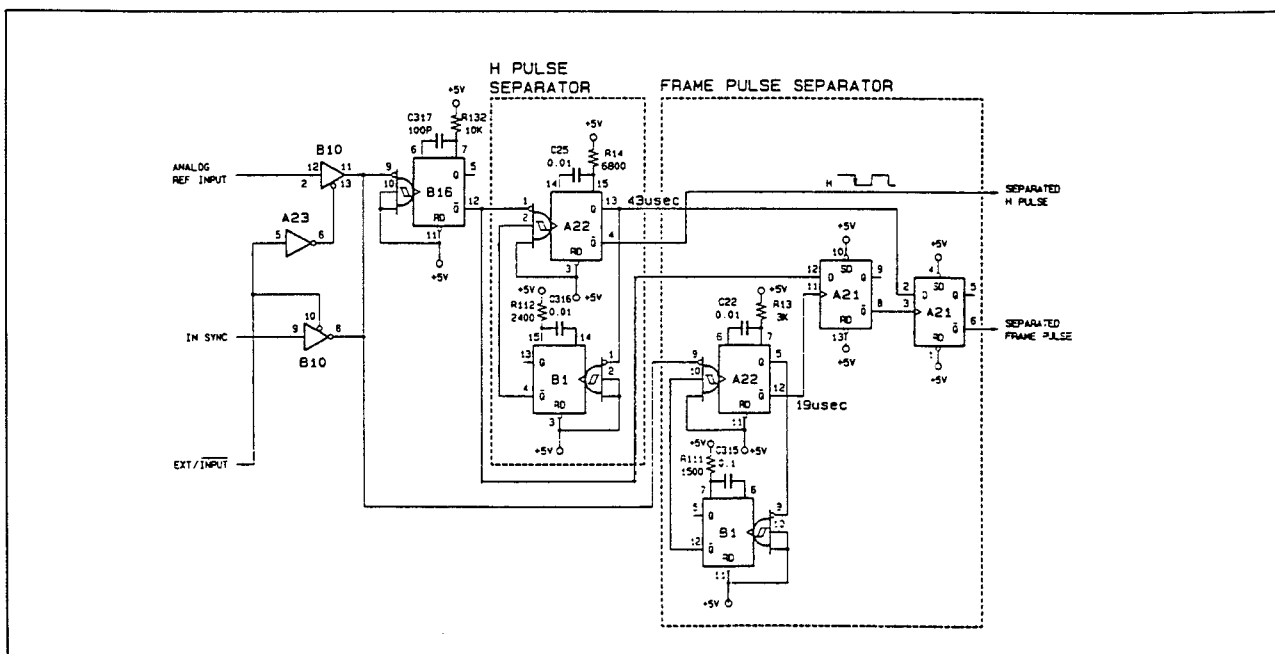 H PULSE
SEPARATOR
FRAME PULSE SEPARATOR
+5V
C317
100P
R132
10K
6
7
B10
ANALOG
REF INPUT
12
2
11
13
9
10
B16
Q
5
Q
12
RD
11
+5V
A23
5
6
10
IN SYNC
9
8
B10
EXT/INPUT
+5V
C25
0.01
R14
6800
14
15
1
2
A22
Q
13
43usec
Q
4
RD
3
+5V
+5V
R112
2400
C316
0.01
15
14
13
Q
B1
1
2
4
Q
RD
3
+5V
H
SEPARATED
H PULSE
+5V
C22
0.01
R13
3K
6
7
9
10
A22
Q
5
Q
12
19usec
RD
11
+5V
+5V
R111
1500
C315
0.1
7
6
5
Q
B1
9
10
12
Q
RD
11
+5V
+5V
10
SD
12
D
Q
9
11
A21
Q
8
RD
13
+5V
+5V
4
SD
2
D
Q
5
3
A21
Q
6
RD
1
+5V
SEPARATED
FRAME PULSE